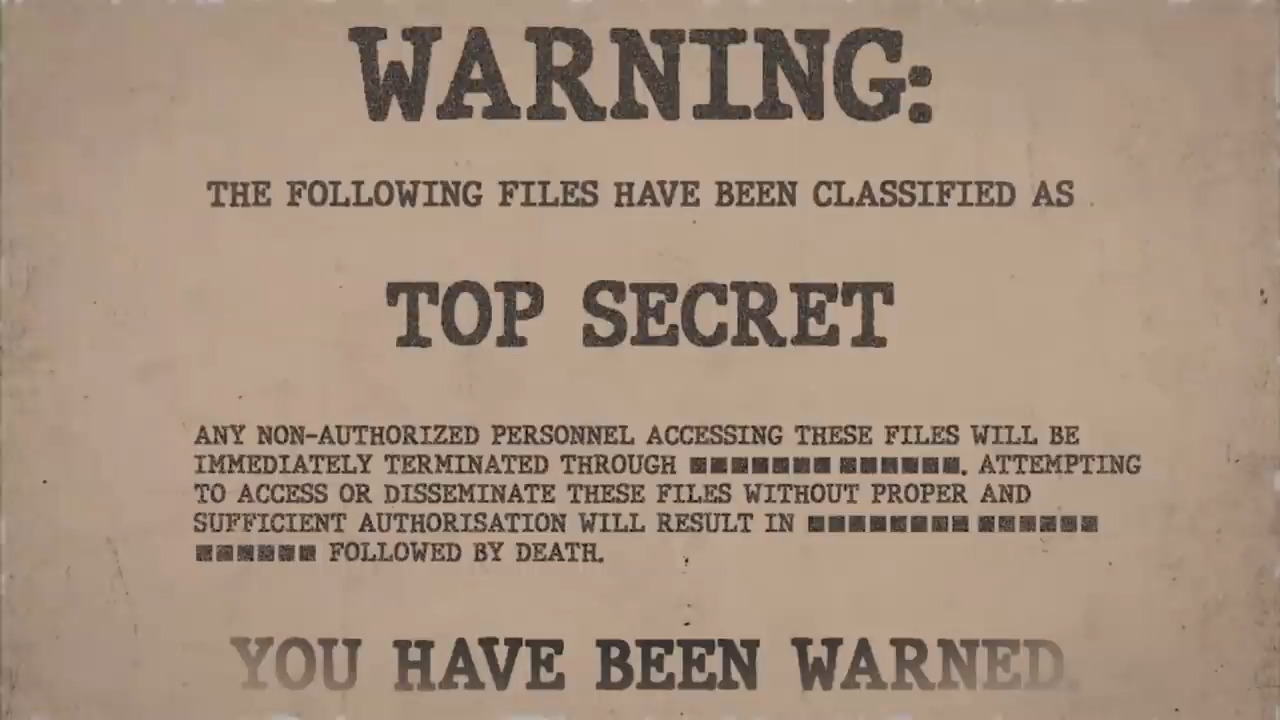 WARNING:
THE FOLLOWING FILES HAVE BEEN CLASSIFIED AS
TOP SECRET
ANY NON-AUTHORIZED PERSONNEL ACCESSING THESE FILES WILL BE
IMMEDIATELY TERMINATED THROUGH ■■■■■■■ ■■■■■■. ATTEMPTING
TO ACCESS OR DISSEMINATE THESE FILES WITHOUT PROPER AND
SUFFICIENT AUTHORISATION WILL RESULT IN ■■■■■■■■ ■■■■■■
■■■■■■ FOLLOWED BY DEATH.
YOU HAVE BEEN WARNED.